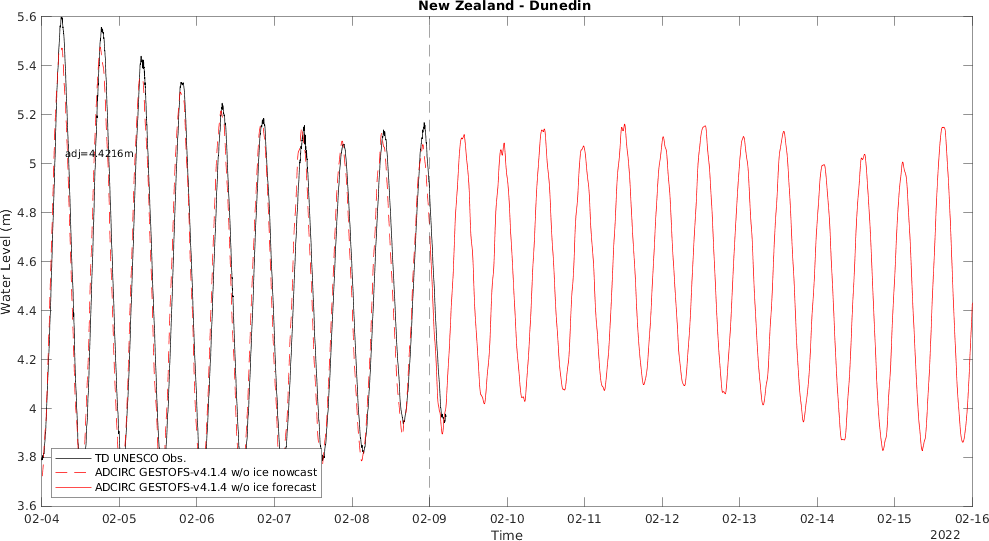 New Zealand - Dunedin
5.6
5.4
5.2
5
4.8
4.6
4.4
4.2
4
3.8
3.6
Water Level (m)
adj=4.4216m
TD UNESCO Obs.
ADCIRC GESTOFS-v4.1.4 w/o ice nowcast
ADCIRC GESTOFS-v4.1.4 w/o ice forecast
02-04 02-05 02-06 02-07 02-08 02-09 02-10 02-11 02-12 02-13 02-14 02-15 02-16
Time
2022